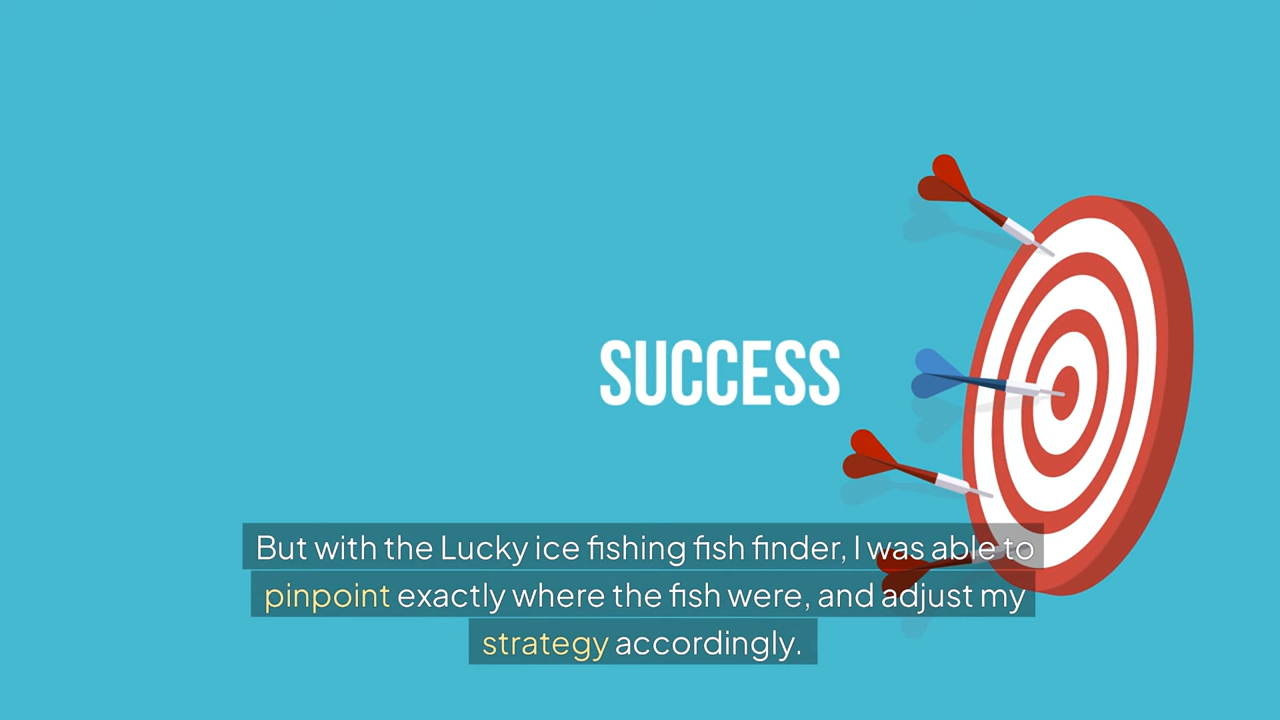 SUCCESS
But with the Lucky ice fishing fish finder, I was able to
pinpoint exactly where the fish were, and adjust my
strategy accordingly.